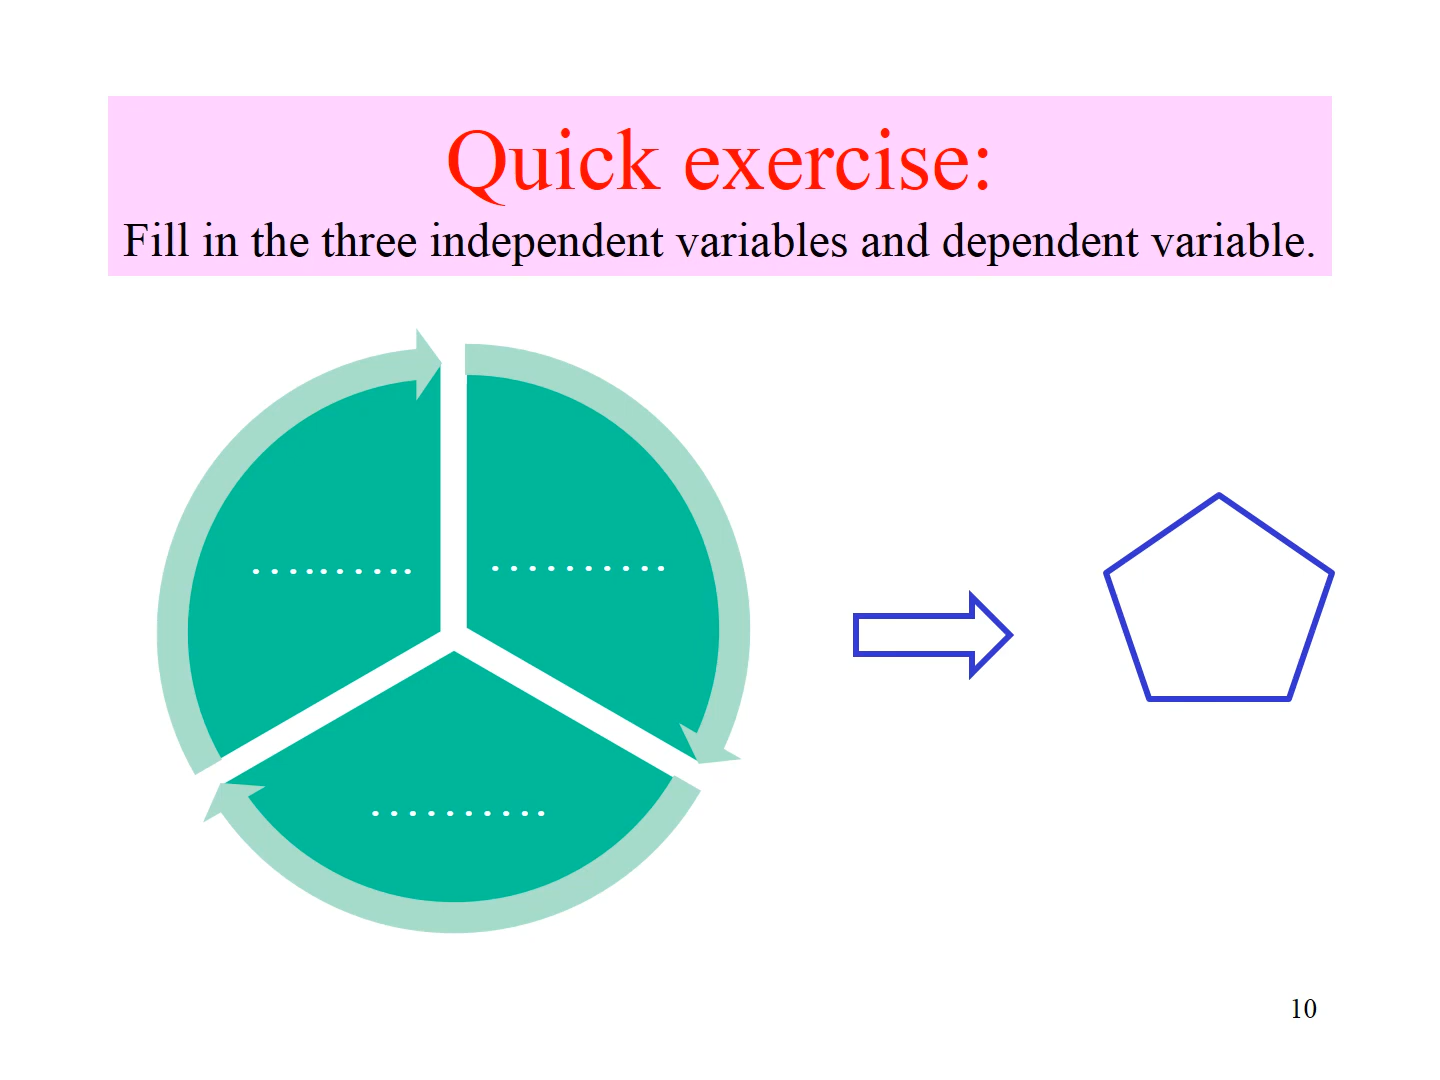 Quick exercise:
Fill in the three independent variables and dependent variable.
.........
..........
..........
10